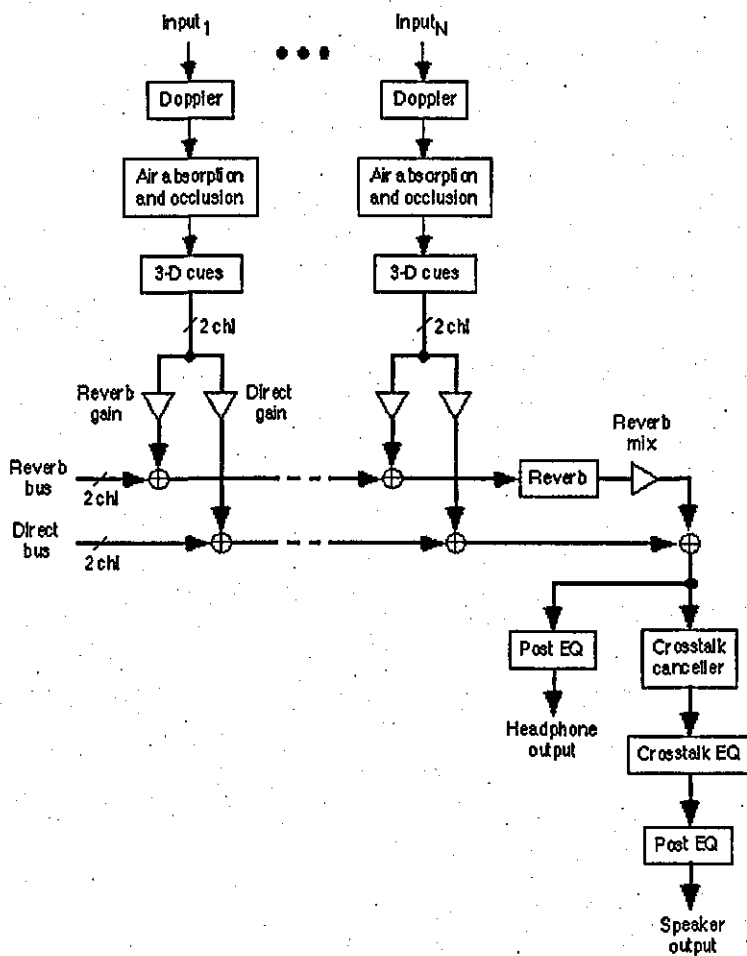 Input1
InputN
Doppler
Doppler
Air absorption
and occlusion
Air absorption
and occlusion
3-D cues
3-D cues
2 chl
2 chl
Reverb
gain
Direct
gain
Reverb
mix
Reverb
bus
2 chl
Reverb
Direct
bus
2 chl
Post EQ
Crosstalk
canceller
Headphone
output
Crosstalk EQ
Post EQ
Speaker
output